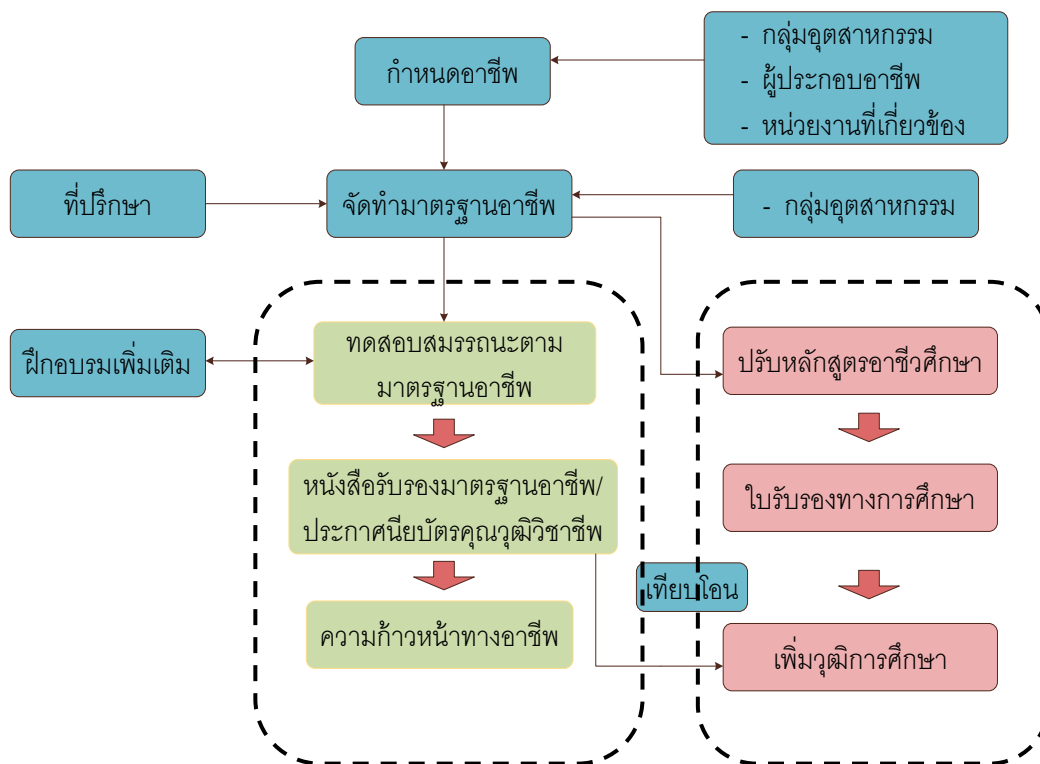 กำหนดอาชีพ
- กลุ่มอุตสาหกรรม
- ผู้ประกอบอาชีพ
- หน่วยงานที่เกี่ยวข้อง
ที่ปรึกษา
จัดทำมาตรฐานอาชีพ
- กลุ่มอุตสาหกรรม
ฝึกอบรมเพิ่มเติม
ทดสอบสมรรถนะตาม
มาตรฐานอาชีพ
ปรับหลักสูตรอาชีวศึกษา
หนังสือรับรองมาตรฐานอาชีพ/
ประกาศนียบัตรคุณวุฒิวิชาชีพ
ใบรับรองทางการศึกษา
เทียบโอน
ความก้าวหน้าทางอาชีพ
เพิ่มวุฒิการศึกษา